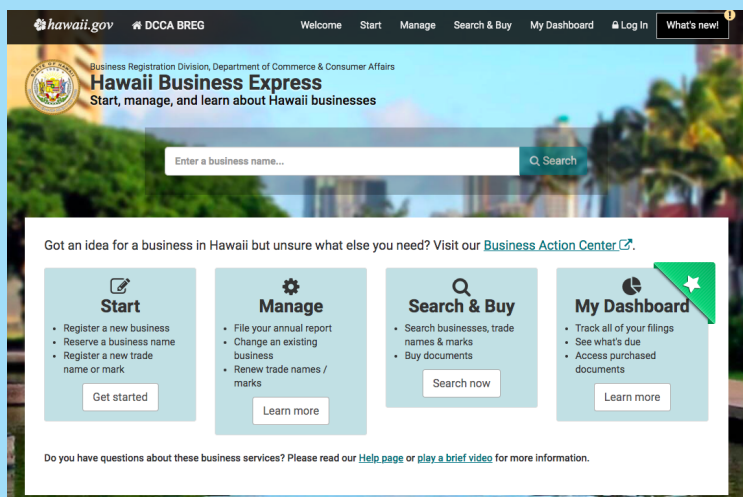 hawaii.gov DCCA BREG Welcome Start Manage Search & Buy My Dashboard Log In What's new!
Business Registration Division, Department of Commerce & Consumer Affairs
Hawaii Business Express
Start, manage, and learn about Hawaii businesses
Enter a business name... Search
Got an idea for a business in Hawaii but unsure what else you need? Visit our Business Action Center.
Start
Register a new business
Reserve a business name
Register a new trade
name or mark
Get started
Manage
File your annual report
Change an existing
business
Renew trade names /
marks
Learn more
Search & Buy
Search businesses, trade
names & marks
Buy documents
Search now
My Dashboard
Track all of your filings
See what's due
Access purchased
documents
Learn more
Do you have questions about these business services? Please read our Help page or play a brief video for more information.